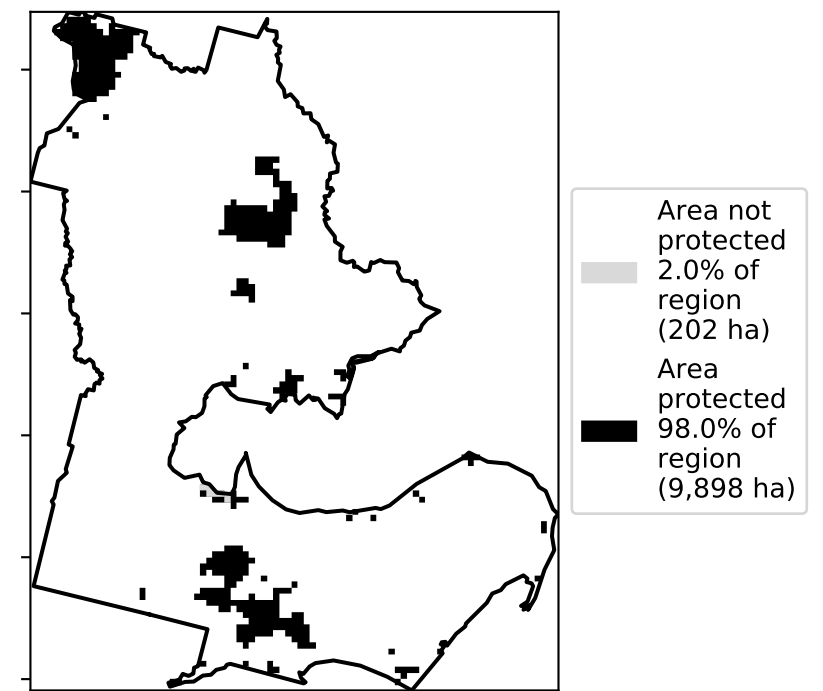 Area not
protected
2.0% of
region
(202 ha)
Area
protected
98.0% of
region
(9,898 ha)